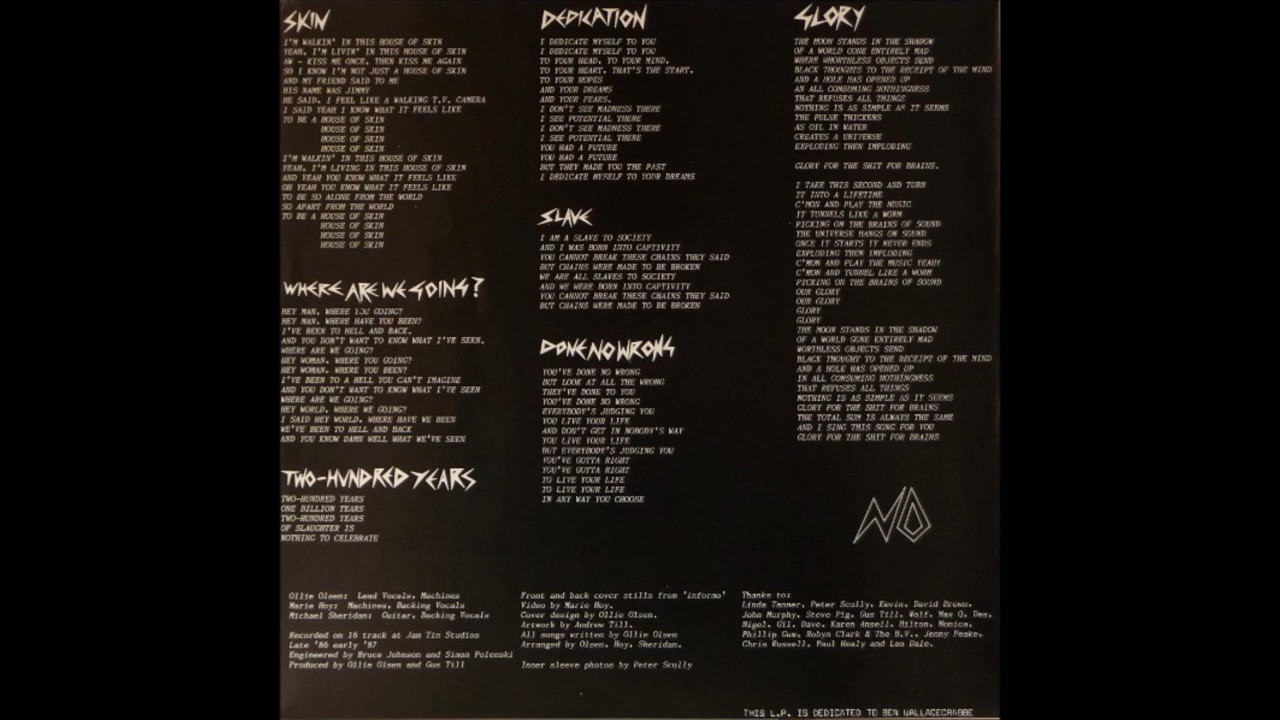 SKIN
I'M WALKIN' IN THIS HOUSE OF SKIN
YEAH, I'M LIVIN' IN THIS HOUSE OF SKIN
AW - KISS ME ONCE, THEN KISS ME AGAIN
SO I KNOW I'M NOT JUST A HOUSE OF SKIN
AND MY FRIEND SAID TO ME
HIS NAME WAS JIMMY
HE SAID, I FEEL LIKE A WALKING T.V. CAMERA
I SAID YEAH I KNOW WHAT IT FEELS LIKE
TO BE A HOUSE OF SKIN
HOUSE OF SKIN
HOUSE OF SKIN
HOUSE OF SKIN
I'M WALKIN' IN THIS HOUSE OF SKIN
YEAH, I'M LIVING IN THIS HOUSE OF SKIN
AND YEAH YOU KNOW WHAT IT FEELS LIKE
OH YEAH YOU KNOW WHAT IT FEELS LIKE
TO BE SO ALONE FROM THE WORLD
SO APART FROM THE WORLD
TO BE A HOUSE OF SKIN
HOUSE OF SKIN
HOUSE OF SKIN
HOUSE OF SKIN
WHERE ARE WE GOING?
HEY MAN, WHERE YOU GOING?
HEY MAN, WHERE HAVE YOU BEEN?
I'VE BEEN TO HELL AND BACK,
AND YOU DON'T WANT TO KNOW WHAT I'VE SEEN.
WHERE ARE WE GOING?
HEY WOMAN, WHERE YOU GOING?
HEY WOMAN, WHERE YOU BEEN?
I'VE BEEN TO A HELL YOU CAN'T IMAGINE
AND YOU DON'T WANT TO KNOW WHAT I'VE SEEN
WHERE ARE WE GOING?
HEY WORLD, WHERE WE GOING?
I SAID HEY WORLD, WHERE HAVE WE BEEN
WE'VE BEEN TO HELL AND BACK
AND YOU KNOW DAMN WELL WHAT WE'VE SEEN
TWO-HUNDRED YEARS
TWO-HUNDRED YEARS
ONE BILLION TEARS
TWO-HUNDRED YEARS
OF SLAUGHTER IS
NOTHING TO CELEBRATE
DEDICATION
I DEDICATE MYSELF TO YOU
I DEDICATE MYSELF TO YOU
TO YOUR HEAD, TO YOUR MIND,
TO YOUR HEART, THAT'S THE START,
TO YOUR HOPES
AND YOUR DREAMS
AND YOUR FEARS,
I DON'T SEE MADNESS THERE
I SEE POTENTIAL THERE
I DON'T SEE MADNESS THERE
I SEE POTENTIAL THERE
YOU HAD A FUTURE
YOU HAD A FUTURE
BUT THEY MADE YOU THE PAST
I DEDICATE MYSELF TO YOUR DREAMS
SLAVE
I AM A SLAVE TO SOCIETY
AND I WAS BORN INTO CAPTIVITY
YOU CANNOT BREAK THESE CHAINS THEY SAID
BUT CHAINS WERE MADE TO BE BROKEN
WE ARE ALL SLAVES TO SOCIETY
AND WE WERE BORN INTO CAPTIVITY
YOU CANNOT BREAK THESE CHAINS THEY SAID
BUT CHAINS WERE MADE TO BE BROKEN
DONE NO WRONG
YOU'VE DONE NO WRONG
BUT LOOK AT ALL THE WRONG
THEY'VE DONE TO YOU
YOU'VE DONE NO WRONG
EVERYBODY'S JUDGING YOU
YOU LIVE YOUR LIFE
AND DON'T GET IN NOBODY'S WAY
YOU LIVE YOUR LIFE
BUT EVERYBODY'S JUDGING YOU
YOU'VE GOTTA RIGHT
YOU'VE GOTTA RIGHT
TO LIVE YOUR LIFE
TO LIVE YOUR LIFE
IN ANY WAY YOU CHOOSE
GLORY
THE MOON STANDS IN THE SHADOW
OF A WORLD GONE ENTIRELY MAD
WHERE WHORTHLESS OBJECTS SEND
BLACK THOUGHTS TO THE RECEIPT OF THE MIND
AND A HOLE HAS OPENED UP
AN ALL CONSUMING NOTHINGNESS
THAT REFUSES ALL THINGS
NOTHING IS AS SIMPLE AS IT SEEMS
THE PULSE THICKENS
AS OIL IN WATER
CREATES A UNIVERSE
EXPLODING THEN IMPLODING
GLORY FOR THE SHIT FOR BRAINS.
I TAKE THIS SECOND AND TURN
IT INTO A LIFETIME
C'MON AND PLAY THE MUSIC
IT TUNNELS LIKE A WORM
PICKING ON THE BRAINS OF SOUND
THE UNIVERSE HANGS ON SOUND
ONCE IT STARTS IT NEVER ENDS
EXPLODING THEN IMPLODING
C'MON AND PLAY THE MUSIC YEAH!
C'MON AND TUNNEL LIKE A WORM
PICKING ON THE BRAINS OF SOUND
OUR GLORY
OUR GLORY
GLORY
GLORY
THE MOON STANDS IN THE SHADOW
OF A WORLD GONE ENTIRELY MAD
WORTHLESS OBJECTS SEND
BLACK THOUGHT TO THE RECEIPT OF THE MIND
AND A HOLE HAS OPENED UP
IN ALL CONSUMING NOTHINGNESS
THAT REFUSES ALL THINGS
NOTHING IS AS SIMPLE AS IT SEEMS
GLORY FOR THE SHIT FOR BRAINS
THE TOTAL SUM IS ALWAYS THE SAME
AND I SING THIS SONG FOR YOU
GLORY FOR THE SHIT FOR BRAINS
NO
Ollie Olsen: Lead Vocals, Machines
Marie Hoy: Machines, Backing Vocals
Michael Sheridan: Guitar, Backing Vocals
Recorded on 16 track at Jam Tin Studios
Late '86 early '87
Engineered by Bruce Johnson and Simon Polenski
Produced by Ollie Olsen and Gus Till
Front and back cover stills from 'informo'
Video by Marie Hoy.
Cover design by Ollie Olsen.
Artwork by Andrew Till.
All songs written by Ollie Olsen
Arranged by Olsen, Hoy, Sheridan.
Inner sleeve photos by Peter Scully
Thanks to:
Linda Tanner, Peter Scully, Kevin, David Brown,
John Murphy, Steve Pig, Gus Till, Wolf, Max Q, Des,
Nigel, Gil, Dave, Karen Ansell, Hilton, Monica,
Phillip Gum, Robyn Clark & The B.V., Jenny Peake,
Chris Russell, Paul Healy and Leo Dale.
THIS L.P. IS DEDICATED TO BEN WALLACECRABBE